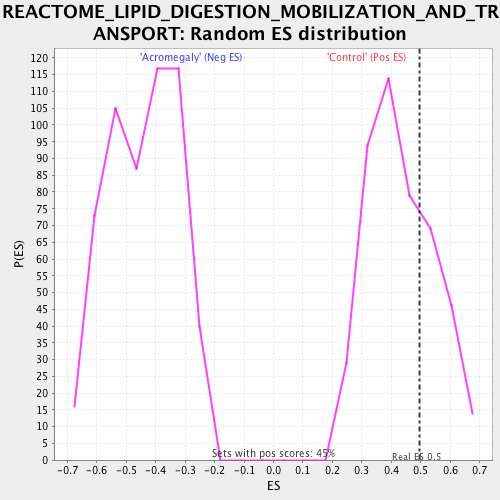 REACTOME_LIPID_DIGESTION_MOBILIZATION_AND_TR
ANSPORT: Random ES distribution
'Acromegaly' (Neg ES)
'Control' (Pos ES)
120
115
110
105
100
95
90
85
80
75
70
65
60
55
50
45
40
35
30
25
20
15
10
5
0
P(ES)
Sets with pos scores: 45%
Real ES 0.5
-0.7 -0.6 -0.5 -0.4 -0.3 -0.2 -0.1 0.0 0.1 0.2 0.3 0.4 0.5 0.6 0.7
ES